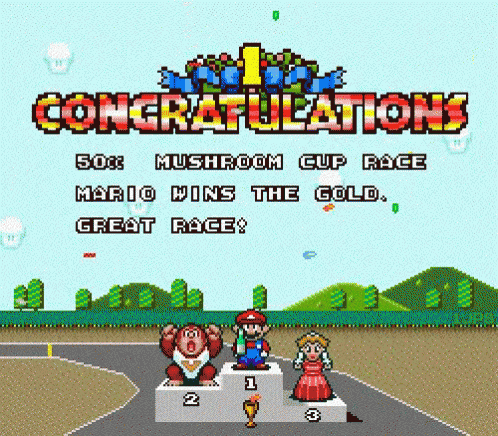 1
CONGRATULATIONS
50cc MUSHROOM CUP RACE
MARIO WINS THE GOLD.
GREAT RACE!
1
2
3